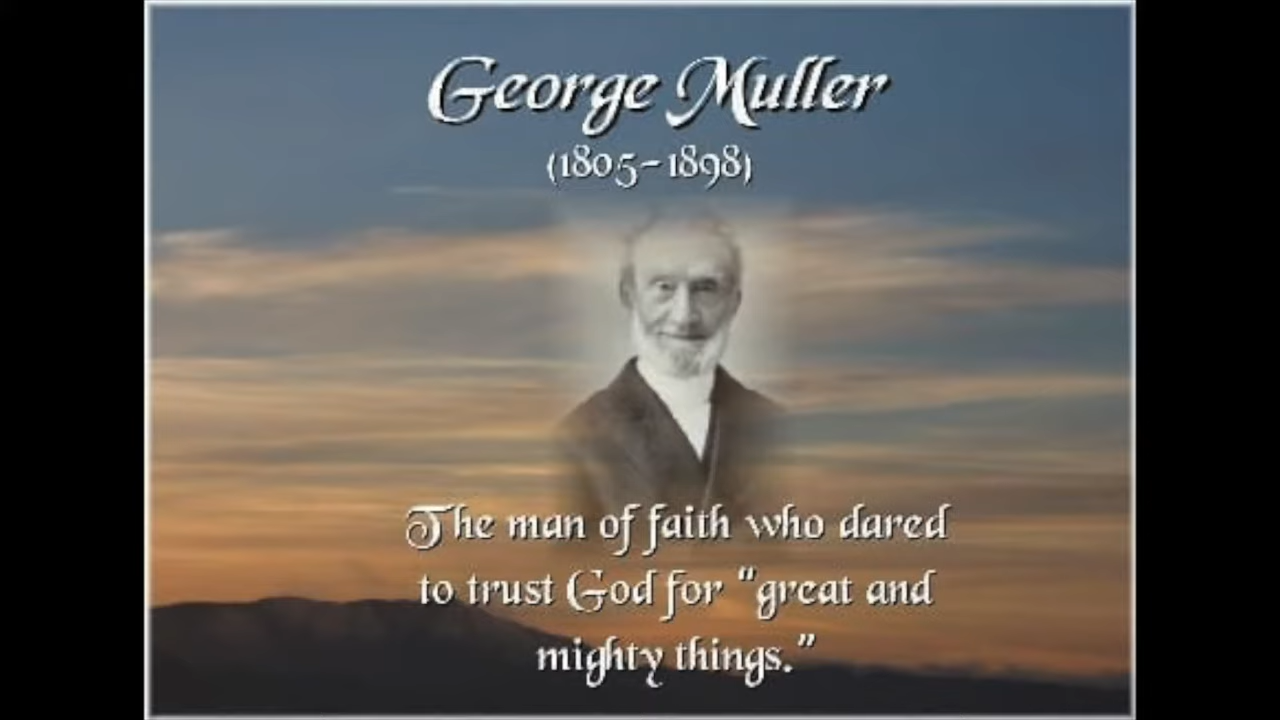 George Muller
(1805-1898)
The man of faith who dared
to trust God for "great and
mighty things."